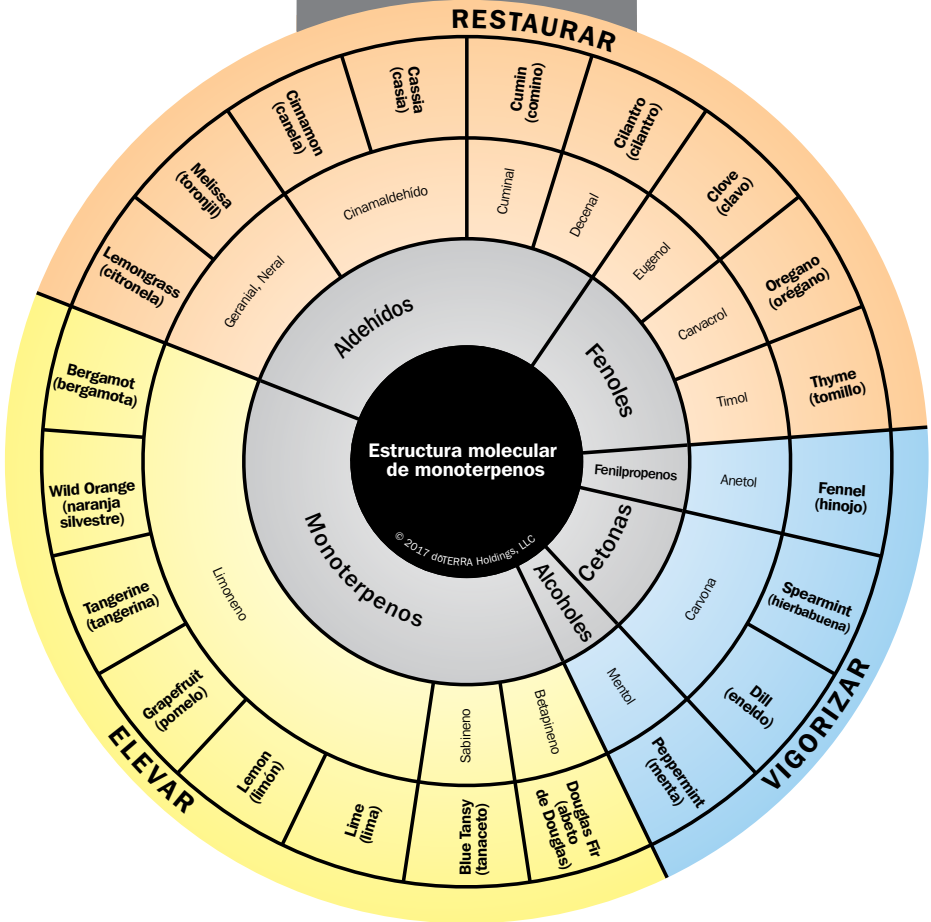 RESTAURAR
Cassia
(casia)
Cumin
(comino)
Cilantro
(cilantro)
Clove
(clavo)
Oregano
(orégano)
Thyme
(tomillo)
Fennel
(hinojo)
Spearmint
(hierbabuena)
Dill
(eneldo)
Peppermint
(menta)
VIGORIZAR
Douglas Fir
(abeto
de Douglas)
Blue Tansy
(tanaceto)
Lime
(lima)
Lemon
(limón)
Grapefruit
(pomelo)
Tangerine
(tangerina)
Wild Orange
(naranja
silvestre)
Bergamot
(bergamota)
ELEVAR
Lemongrass
(citronela)
Melissa
(toronjil)
Cinnamon
(canela)
Cinamaldehído
Cuminal
Decenal
Eugenol
Carvacrol
Timol
Anetol
Carvona
Mentol
Betapineno
Sabineno
Limoneno
Geranial, Neral
Aldehídos
Fenoles
Fenilpropenos
Cetonas
Alcoholes
Monoterpenos
Estructura molecular
de monoterpenos
© 2017 dōTERRA Holdings, LLC